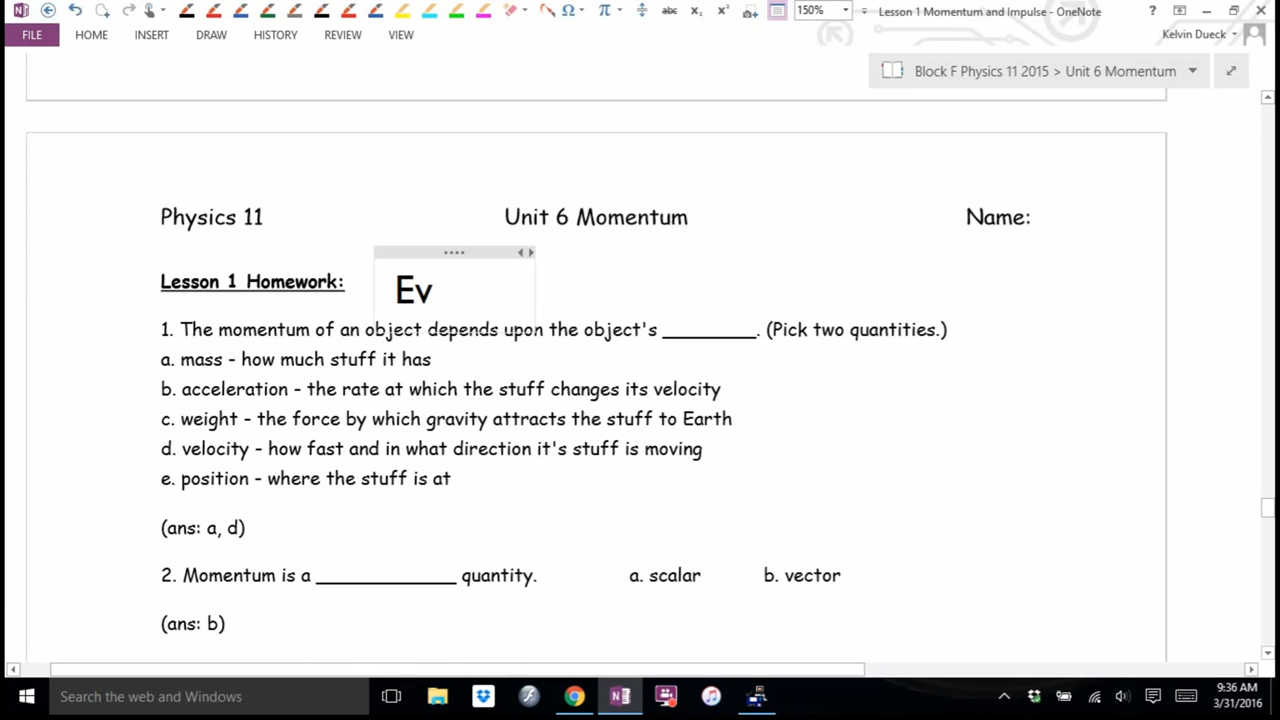 150% Lesson 1 Momentum and Impulse - OneNote
FILE HOME INSERT DRAW HISTORY REVIEW VIEW Kelvin Dueck
Block F Physics 11 2015 > Unit 6 Momentum
Physics 11 Unit 6 Momentum Name:
Lesson 1 Homework:
Ev
1. The momentum of an object depends upon the object's _________. (Pick two quantities.)
a. mass - how much stuff it has
b. acceleration - the rate at which the stuff changes its velocity
c. weight - the force by which gravity attracts the stuff to Earth
d. velocity - how fast and in what direction it's stuff is moving
e. position - where the stuff is at
(ans: a, d)
2. Momentum is a _____________ quantity. a. scalar b. vector
(ans: b)
Search the web and Windows
9:36 AM
3/31/2016